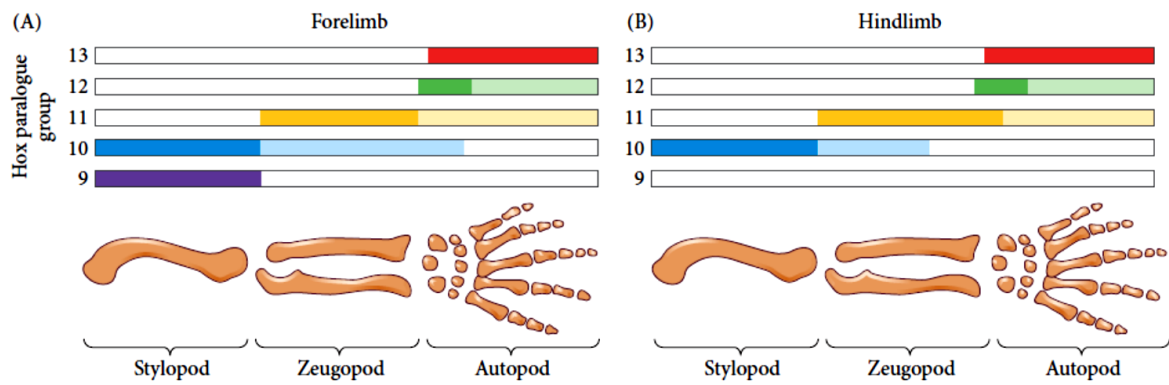 (A) Forelimb
Hox paralogue
group
13
12
11
10
9
Stylopod Zeugopod Autopod
(B) Hindlimb
13
12
11
10
9
Stylopod Zeugopod Autopod